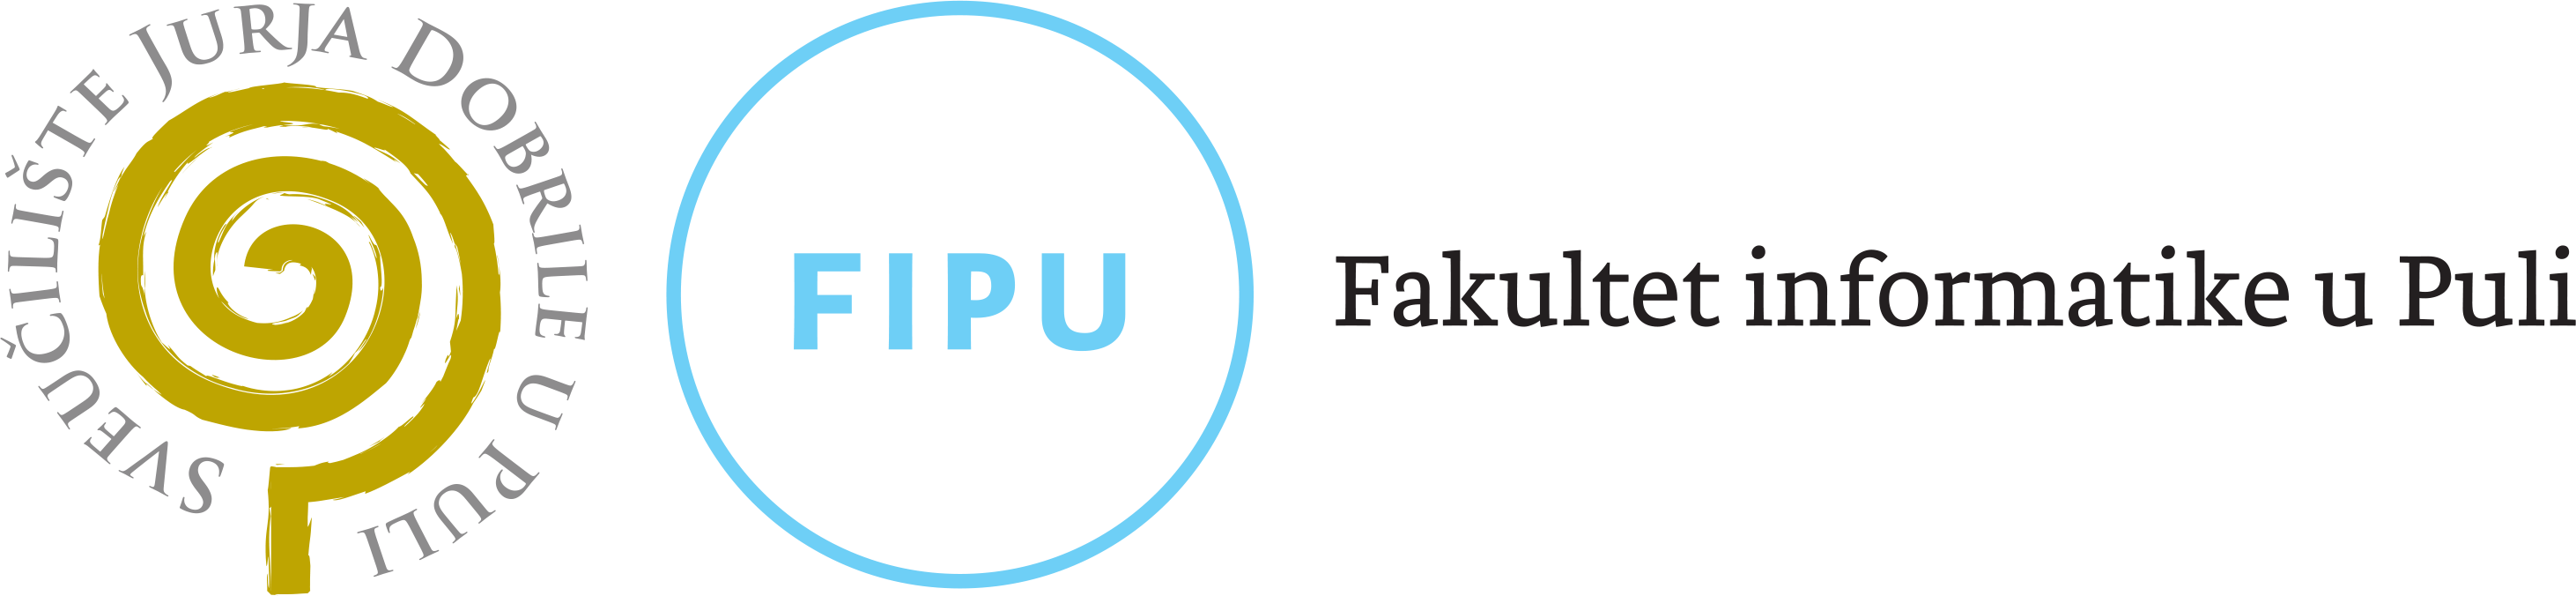 SVEUČILIŠTE JURJA DOBRILE U PULI
FIPU
Fakultet informatike u Puli